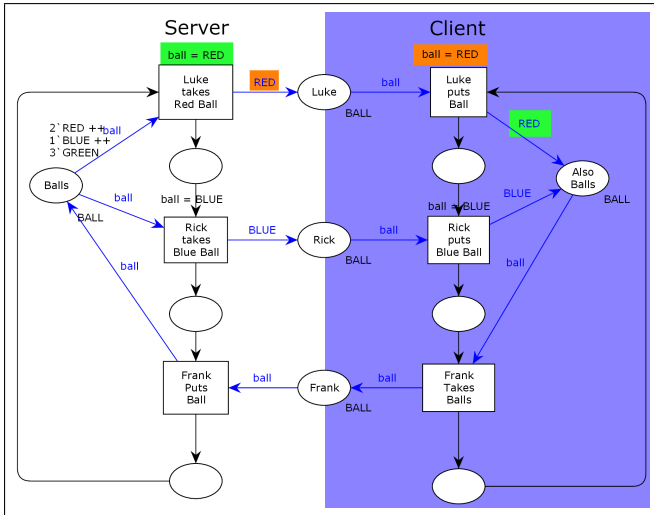 Server
Client
ball = RED
ball = RED
Luke
takes
Red Ball
RED
Luke
BALL
ball
Luke
puts
Ball
RED
2`RED ++
1`BLUE ++
3`GREEN
ball
Balls
BALL
ball
Also
Balls
BALL
ball = BLUE
ball = BLUE
Rick
takes
Blue Ball
BLUE
Rick
BALL
ball
Rick
puts
Blue Ball
BLUE
ball
ball
Frank
Puts
Ball
ball
Frank
BALL
ball
Frank
Takes
Balls